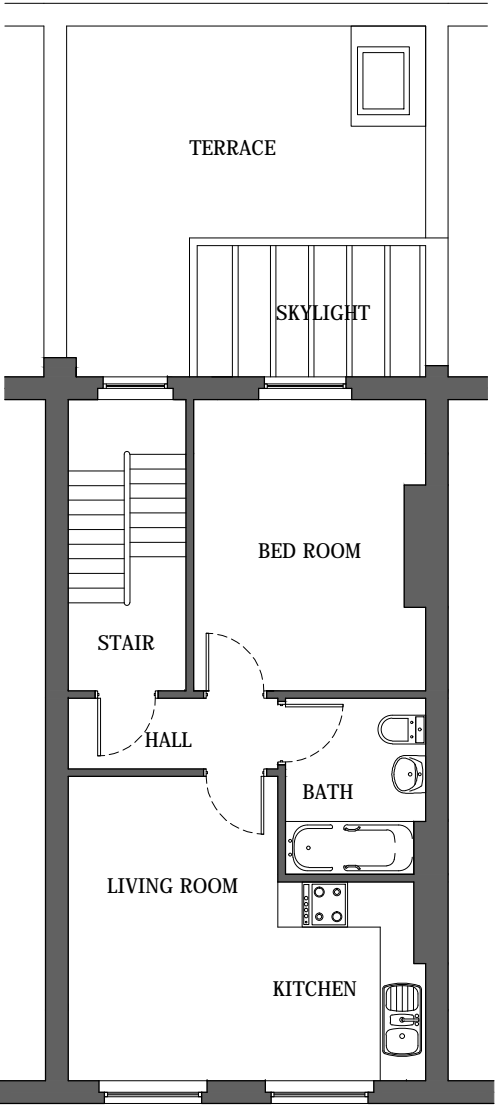 TERRACE
SKYLIGHT
BED ROOM
STAIR
HALL
BATH
LIVING ROOM
KITCHEN